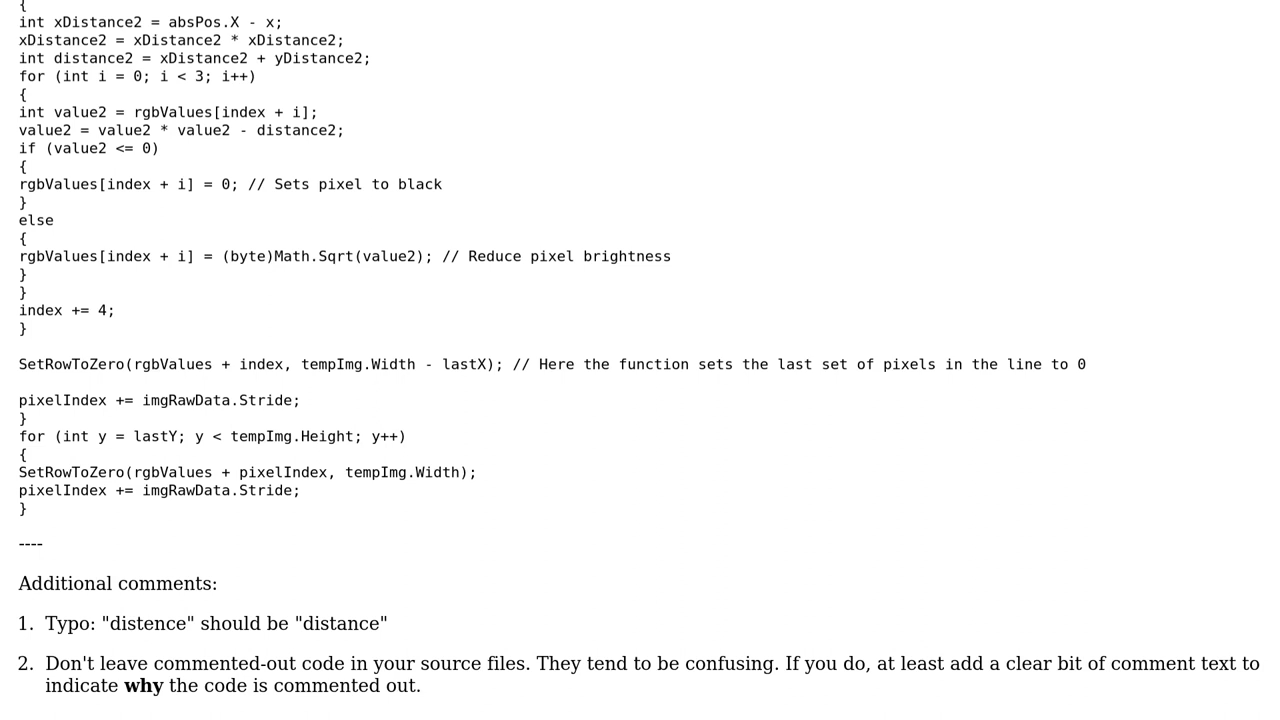 {
int xDistance2 = absPos.X - x;
xDistance2 = xDistance2 * xDistance2;
int distance2 = xDistance2 + yDistance2;
for (int i = 0; i < 3; i++)
{
int value2 = rgbValues[index + i];
value2 = value2 * value2 - distance2;
if (value2 <= 0)
{
rgbValues[index + i] = 0; // Sets pixel to black
}
else
{
rgbValues[index + i] = (byte)Math.Sqrt(value2); // Reduce pixel brightness
}
}
index += 4;
}
SetRowToZero(rgbValues + index, tempImg.Width - lastX); // Here the function sets the last set of pixels in the line to 0
pixelIndex += imgRawData.Stride;
}
for (int y = lastY; y < tempImg.Height; y++)
{
SetRowToZero(rgbValues + pixelIndex, tempImg.Width);
pixelIndex += imgRawData.Stride;
}
----
Additional comments:
1. Typo: "distence" should be "distance"
2. Don't leave commented-out code in your source files. They tend to be confusing. If you do, at least add a clear bit of comment text to
indicate why the code is commented out.